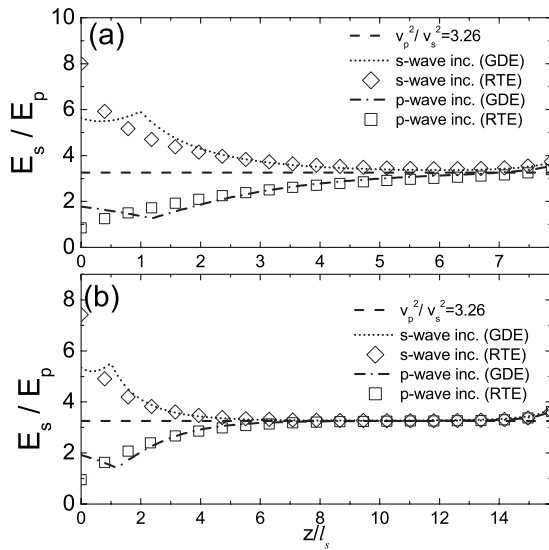 (a)
10
8
6
4
2
0
E_s / E_p
v_p^2 / v_s^2=3.26
s-wave inc. (GDE)
s-wave inc. (RTE)
p-wave inc. (GDE)
p-wave inc. (RTE)
0 1 2 3 4 5 6 7
(b)
8
4
0
E_s / E_p
v_p^2 / v_s^2=3.26
s-wave inc. (GDE)
s-wave inc. (RTE)
p-wave inc. (GDE)
p-wave inc. (RTE)
0 2 4 6 8 10 12 14
z/l_s